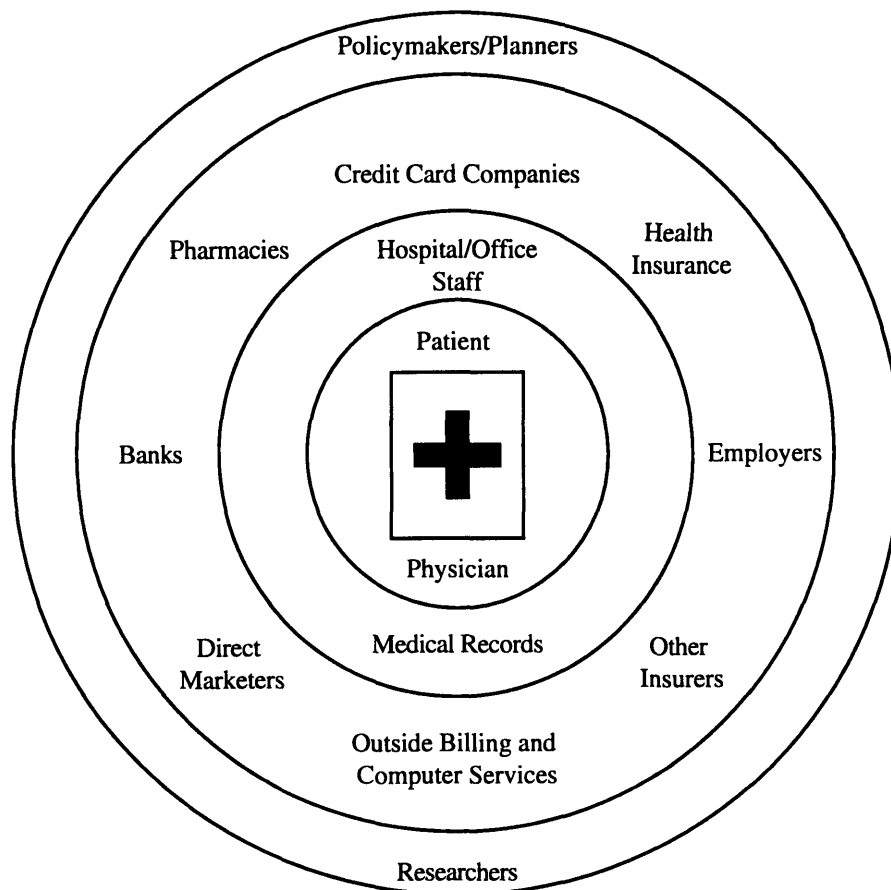 Policymakers/Planners
Credit Card Companies
Pharmacies
Hospital/Office
Staff
Health
Insurance
Patient
Banks
Employers
Physician
Medical Records
Direct
Marketers
Other
Insurers
Outside Billing and
Computer Services
Researchers